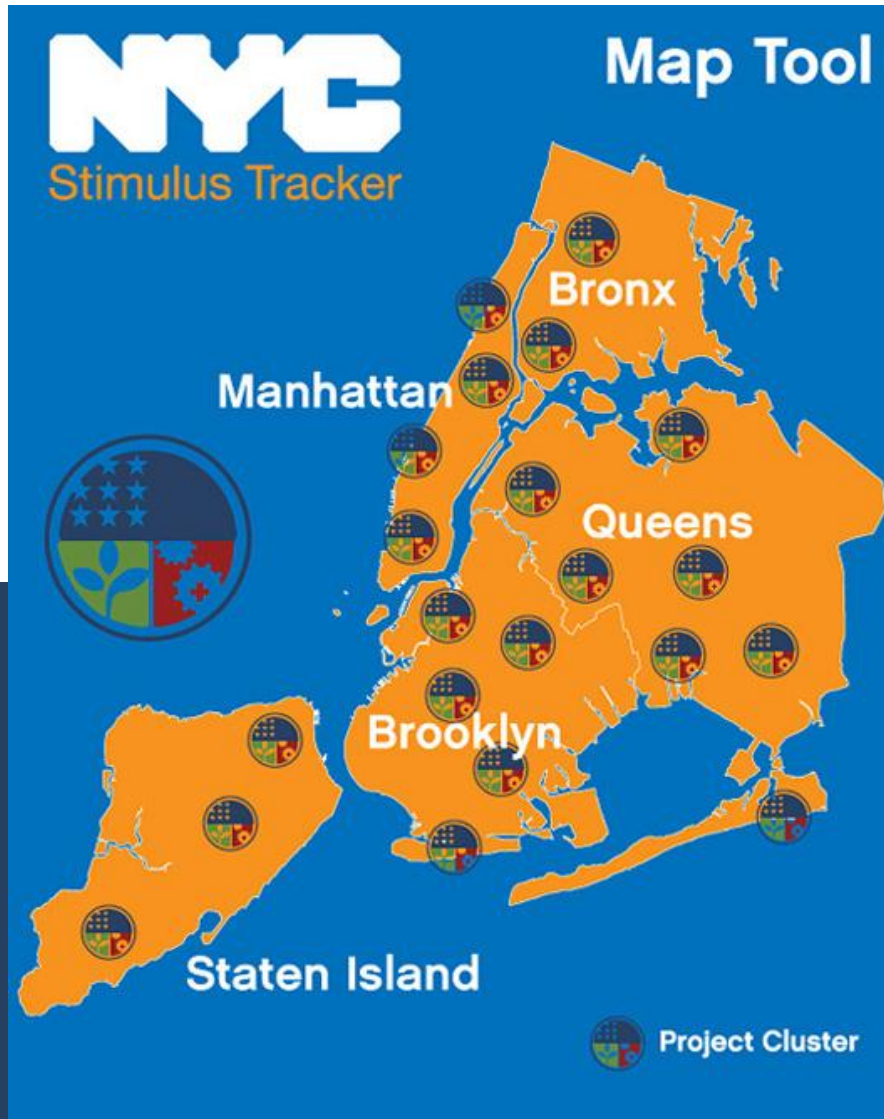 NYC
Stimulus Tracker
Map Tool
Bronx
Manhattan
Queens
Brooklyn
Staten Island
Project Cluster